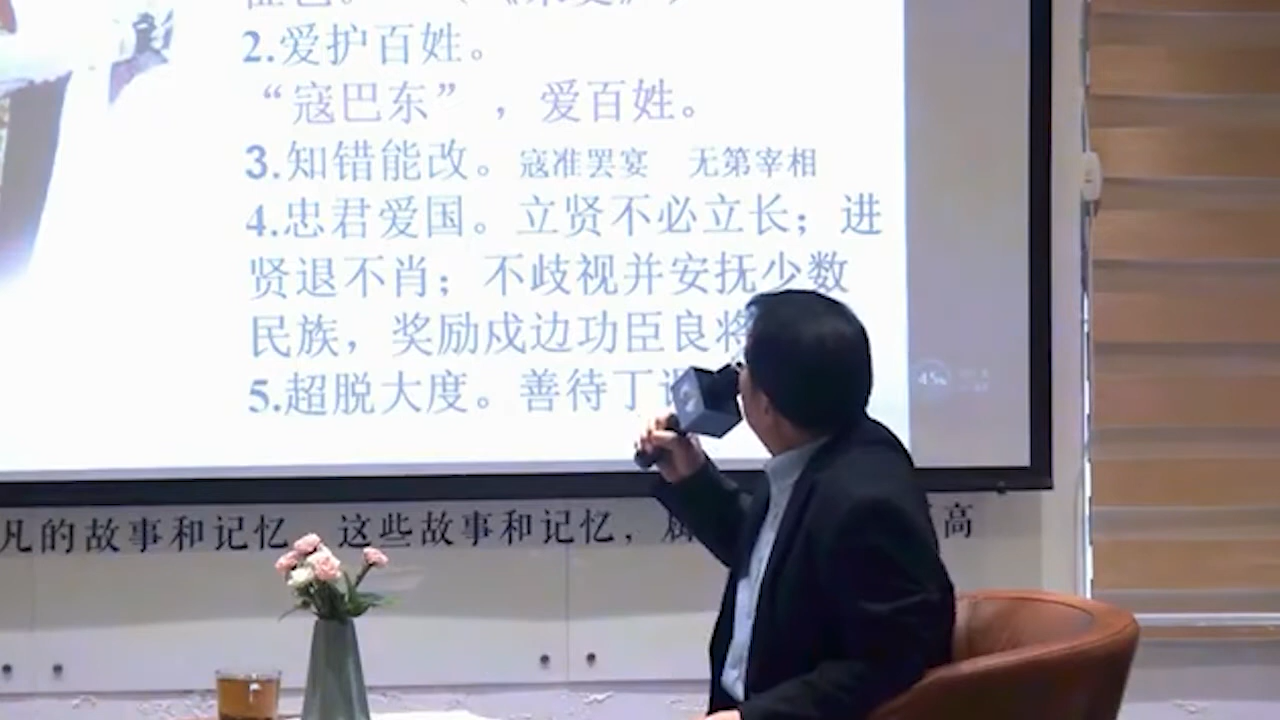 2.爱护百姓。
“寇巴东”，爱百姓。
3.知错能改。寇准罢宴 无第宰相
4.忠君爱国。立贤不必立长；进
贤退不肖；不歧视并安抚少数
民族，奖励戍边功臣良将
5.超脱大度。善待丁谓
45%
凡的故事和记忆，这些故事和记忆，
高